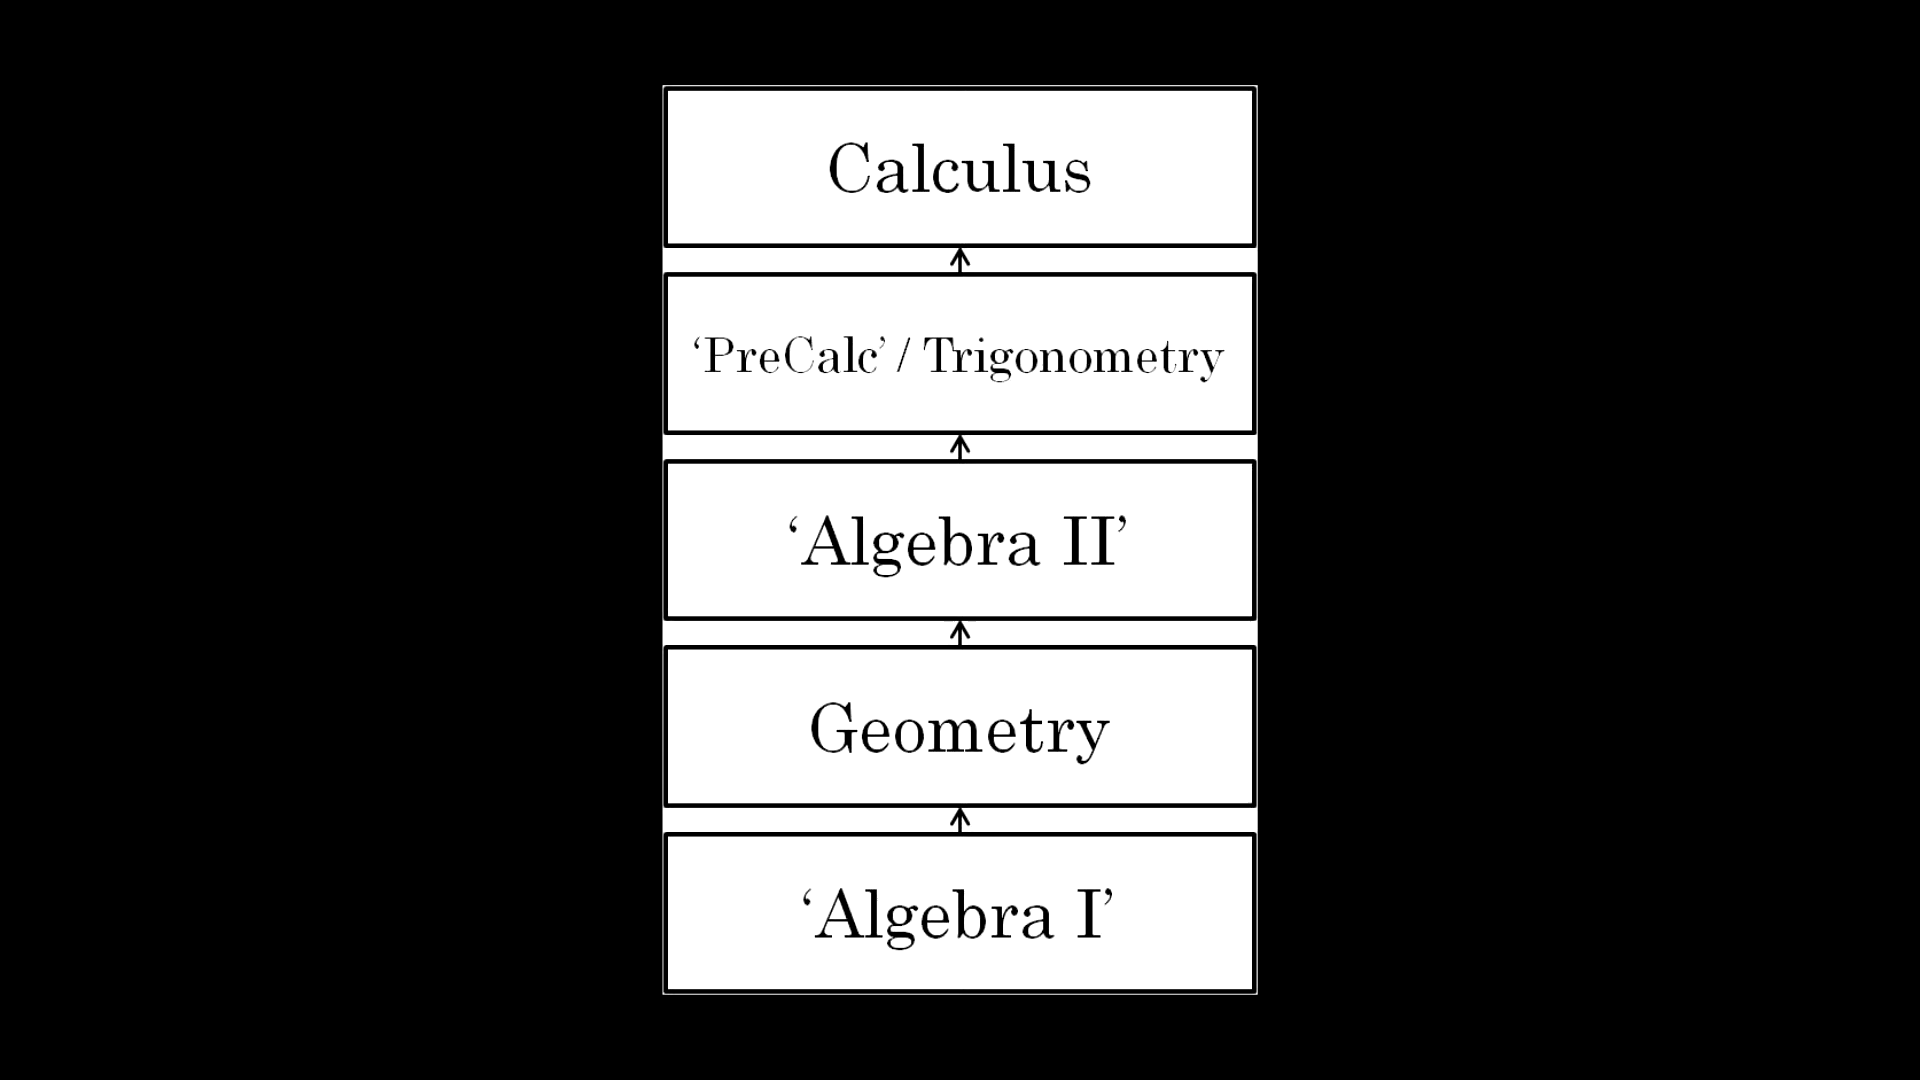 Calculus
‘PreCalc’ / Trigonometry
‘Algebra II’
Geometry
‘Algebra I’